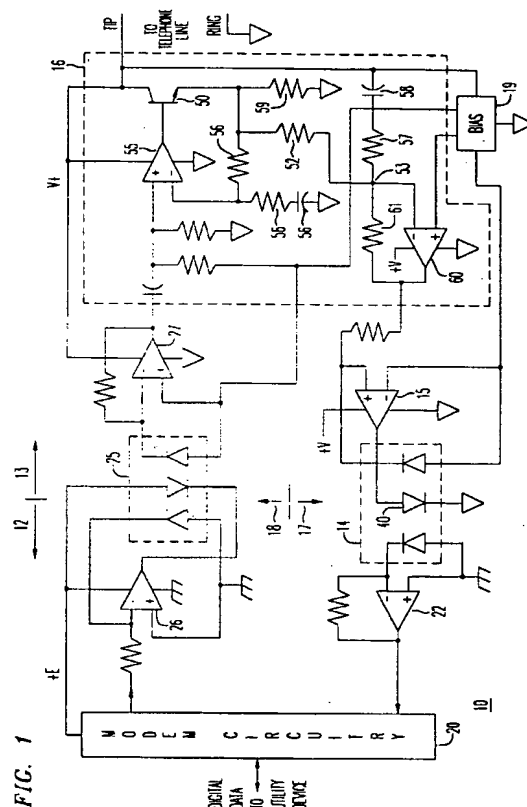 FIG. 1
+E
12 13
18 17
V+
16
TIP
TO
TELEPHONE
LINE
RING
MODEM
CIRCUITRY
DIGITAL
DATA
TO
UTILITY
DEVICE
20
10
26
25
27
55
50
56
56
56
59
52
53
57
58
61
60
+V
+V
15
14
40
22
BIAS
19
+
-